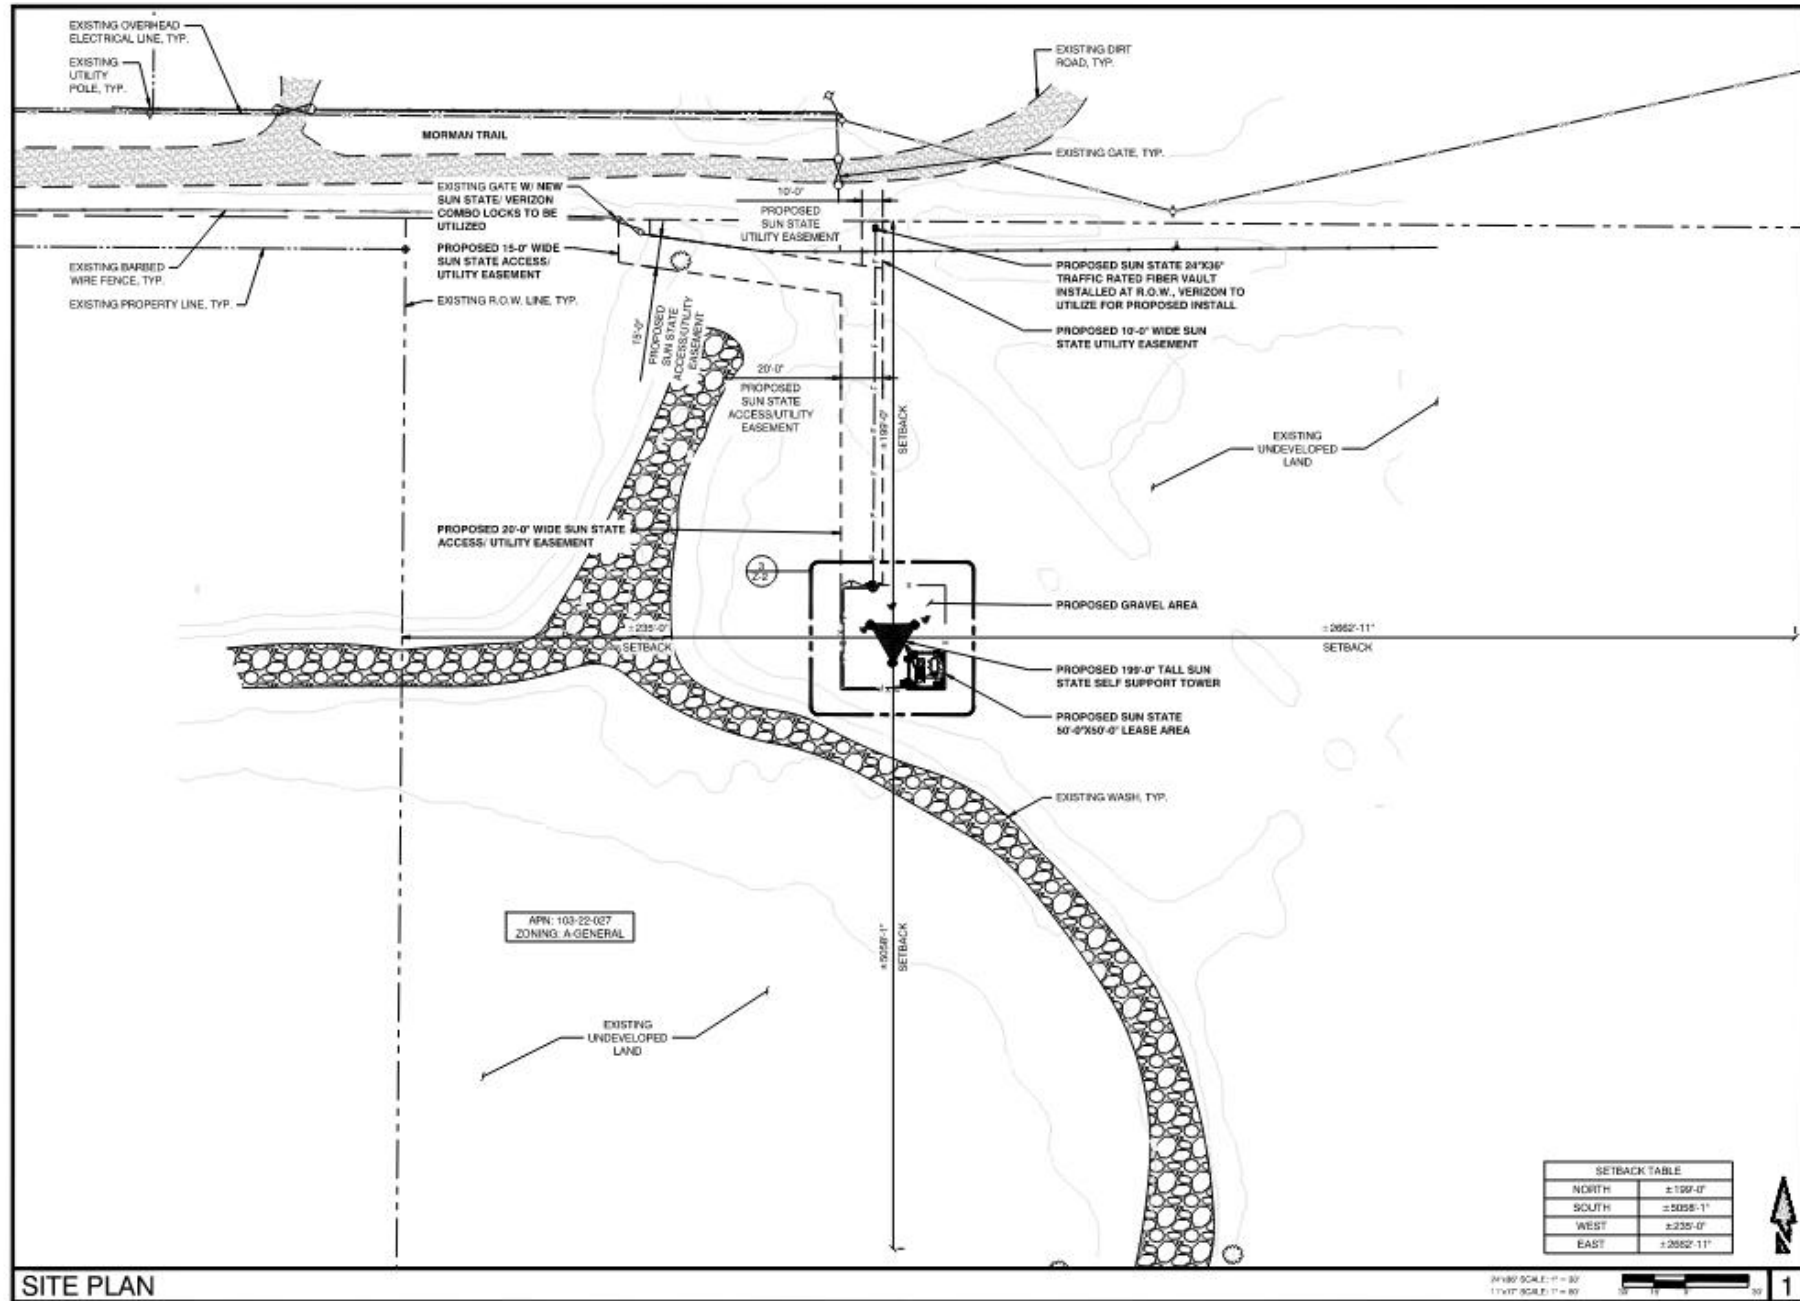 EXISTING OVERHEAD
ELECTRICAL LINE, TYP.
EXISTING
UTILITY
POLE, TYP.
EXISTING DIRT
ROAD, TYP.
MORMAN TRAIL
EXISTING GATE, TYP.
EXISTING GATE W/ NEW
SUN STATE/ VERIZON
COMBO LOCKS TO BE
UTILIZED
10'-0"
PROPOSED
SUN STATE
UTILITY EASEMENT
PROPOSED 15'-0" WIDE
SUN STATE ACCESS/
UTILITY EASEMENT
EXISTING BARBED
WIRE FENCE, TYP.
EXISTING PROPERTY LINE, TYP.
EXISTING R.O.W. LINE, TYP.
PROPOSED SUN STATE 24"X36"
TRAFFIC RATED FIBER VAULT
INSTALLED AT R.O.W., VERIZON TO
UTILIZE FOR PROPOSED INSTALL
PROPOSED 10'-0" WIDE SUN
STATE UTILITY EASEMENT
15'-0"
PROPOSED
SUN STATE
ACCESS/UTILITY
EASEMENT
20'-0"
PROPOSED
SUN STATE
ACCESS/UTILITY
EASEMENT
±199'-0"
SETBACK
EXISTING
UNDEVELOPED
LAND
PROPOSED 20'-0" WIDE SUN STATE
ACCESS/ UTILITY EASEMENT
3
Z-2
PROPOSED GRAVEL AREA
±235'-0"
SETBACK
±2662'-11"
SETBACK
PROPOSED 199'-0" TALL SUN
STATE SELF SUPPORT TOWER
PROPOSED SUN STATE
50'-0"X50'-0" LEASE AREA
EXISTING WASH, TYP.
APN: 103-22-027
ZONING: A-GENERAL
±5058'-1"
SETBACK
EXISTING
UNDEVELOPED
LAND
SETBACK TABLE
NORTH ±199'-0"
SOUTH ±5058'-1"
WEST ±235'-0"
EAST ±2662'-11"
SITE PLAN
1